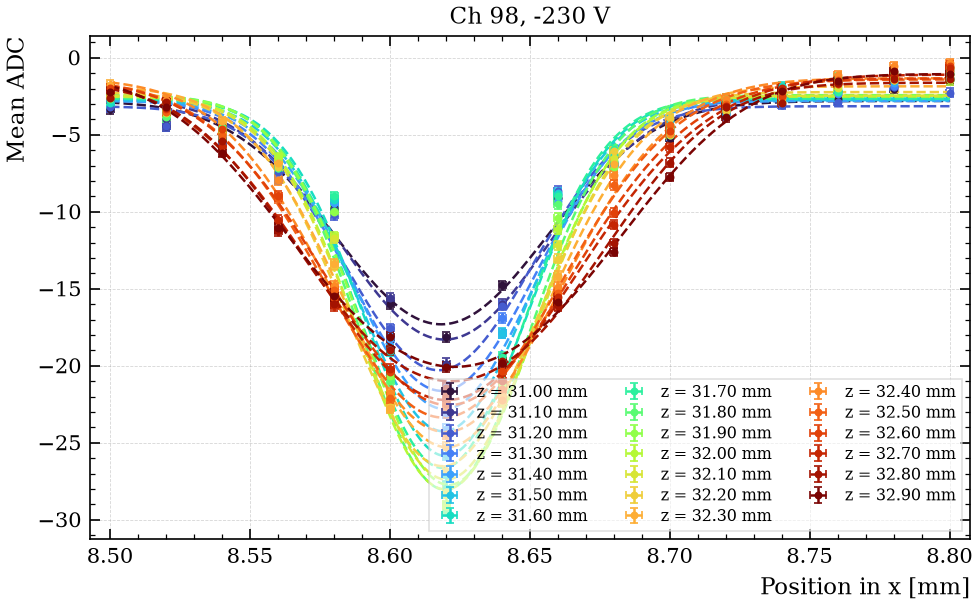 Ch 98, -230 V
Mean ADC
0
−5
−10
−15
−20
−25
−30
z = 31.00 mm
z = 31.10 mm
z = 31.20 mm
z = 31.30 mm
z = 31.40 mm
z = 31.50 mm
z = 31.60 mm
z = 31.70 mm
z = 31.80 mm
z = 31.90 mm
z = 32.00 mm
z = 32.10 mm
z = 32.20 mm
z = 32.30 mm
z = 32.40 mm
z = 32.50 mm
z = 32.60 mm
z = 32.70 mm
z = 32.80 mm
z = 32.90 mm
8.50 8.55 8.60 8.65 8.70 8.75 8.80
Position in x [mm]